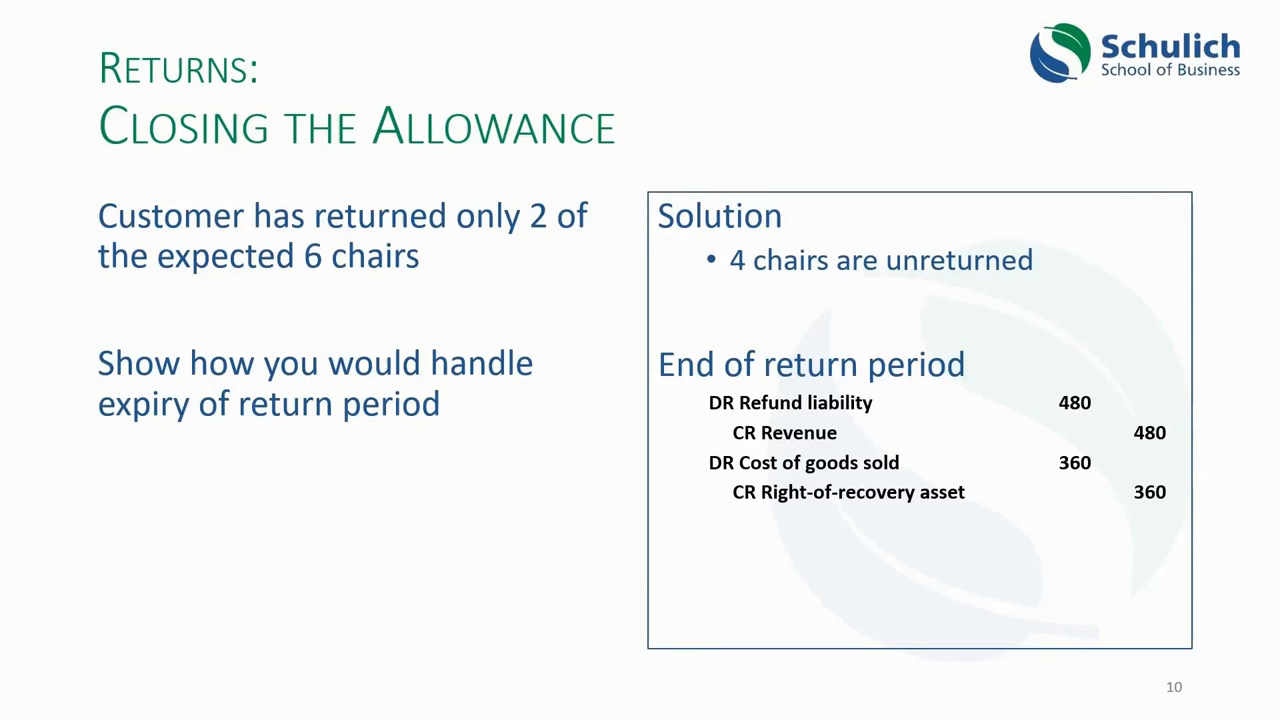 RETURNS:
CLOSING THE ALLOWANCE
Schulich
School of Business
Customer has returned only 2 of
the expected 6 chairs
Show how you would handle
expiry of return period
Solution
• 4 chairs are unreturned
End of return period
DR Refund liability 480
CR Revenue 480
DR Cost of goods sold 360
CR Right-of-recovery asset 360
10